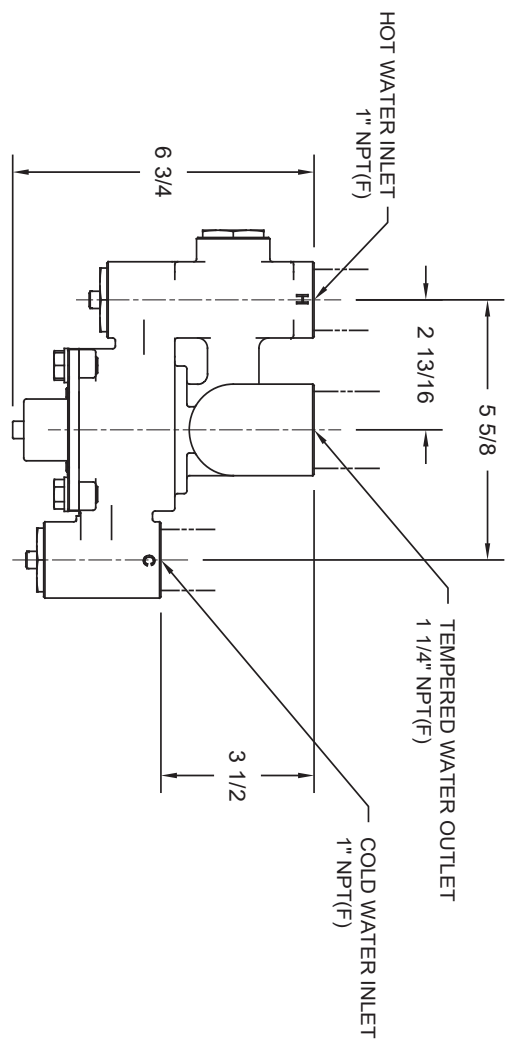 HOT WATER INLET
1" NPT(F)
6 3/4
H
2 13/16
5 5/8
TEMPERED WATER OUTLET
1 1/4" NPT(F)
C
3 1/2
COLD WATER INLET
1" NPT(F)